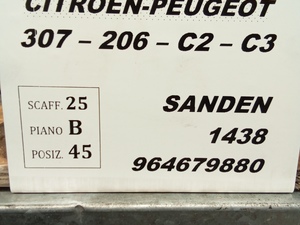 CITROEN-PEUGEOT
307 – 206 – C2 – C3
SCAFF. 25
PIANO B
POSIZ. 45
SANDEN
1438
964679880